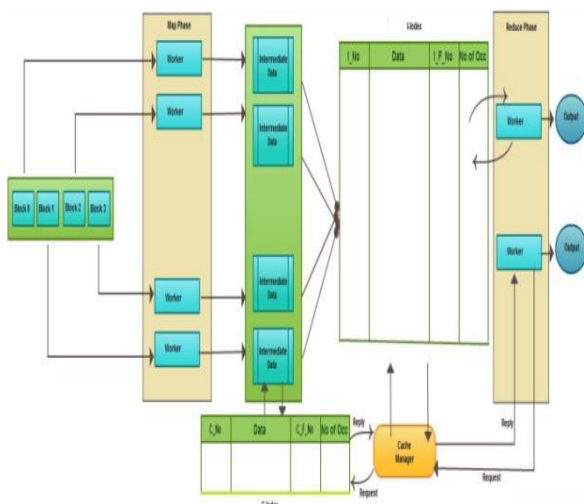 Map Phase
I-Index
Reduce Phase
Worker
Worker
Worker
Worker
Intermediate
Data
Intermediate
Data
Intermediate
Data
Intermediate
Data
I_No Data I_F_No No of Occ
Worker
Output
Worker
Output
Block 0 Block 1 Block 2 Block 3
C_No Data C_F_No No of Occ
Reply
Request
Cache
Manager
Reply
Request